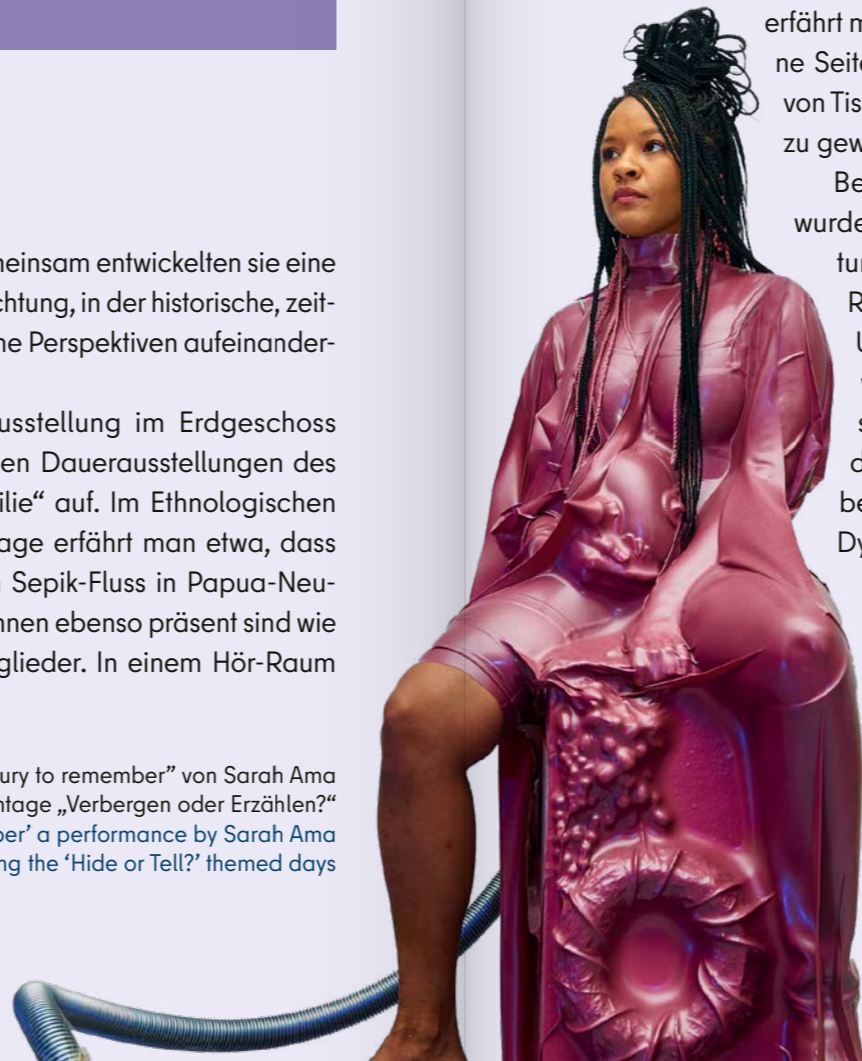 einsam entwickelten sie eine
chtung, in der historische, zeit-
ne Perspektiven aufeinander-
usstellung im Erdgeschoss
en Dauerausstellungen des
ilie“ auf. Im Ethnologischen
age erfährt man etwa, dass
Sepik-Fluss in Papua-Neu-
nnen ebenso präsent sind wie
glieder. In einem Hör-Raum
ury to remember” von Sarah Ama
ntage „Verbergen oder Erzählen?“
ber’ a performance by Sarah Ama
ng the ‘Hide or Tell?’ themed days
erfährt m
ne Seite
von Tis
zu gew
Be
wurde
tur
R
U
s
d
be
Dy